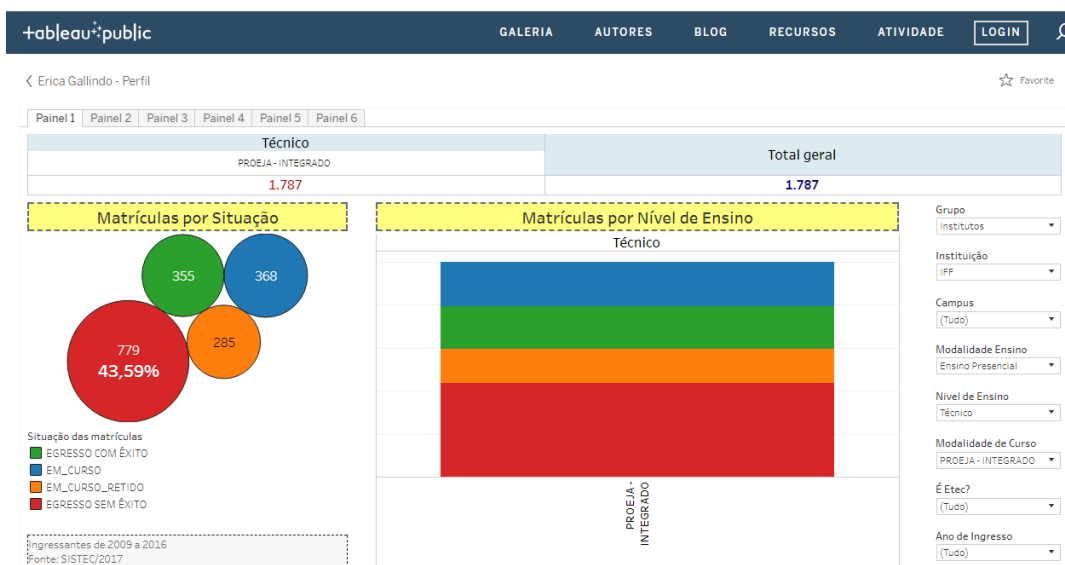 +ableau public
GALERIA AUTORES BLOG RECURSOS ATIVIDADE LOGIN
Erica Gallindo - Perfil
Favorite
Painel 1 Painel 2 Painel 3 Painel 4 Painel 5 Painel 6
Técnico
PROEJA - INTEGRADO
1.787
Total geral
1.787
Matrículas por Situação
355
368
285
779
43,59%
Situação das matrículas
EGRESSO COM ÊXITO
EM_CURSO
EM_CURSO_RETIDO
EGRESSO SEM ÊXITO
Ingressantes de 2009 a 2016
Fonte: SISTEC/2017
Matrículas por Nível de Ensino
Técnico
PROEJA -
INTEGRADO
Grupo
Institutos
Instituição
IFF
Campus
(Tudo)
Modalidade Ensino
Ensino Presencial
Nivel de Ensino
Técnico
Modalidade de Curso
PROEJA - INTEGRADO
É Etec?
(Tudo)
Ano de Ingresso
(Tudo)